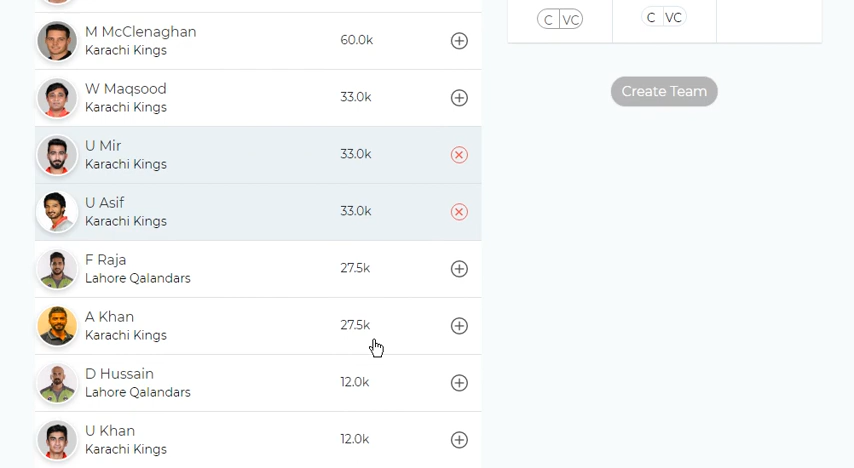 M McClenaghan
Karachi Kings
60.0k
W Maqsood
Karachi Kings
33.0k
U Mir
Karachi Kings
33.0k
U Asif
Karachi Kings
33.0k
F Raja
Lahore Qalandars
27.5k
A Khan
Karachi Kings
27.5k
D Hussain
Lahore Qalandars
12.0k
U Khan
Karachi Kings
12.0k
C VC
C VC
Create Team